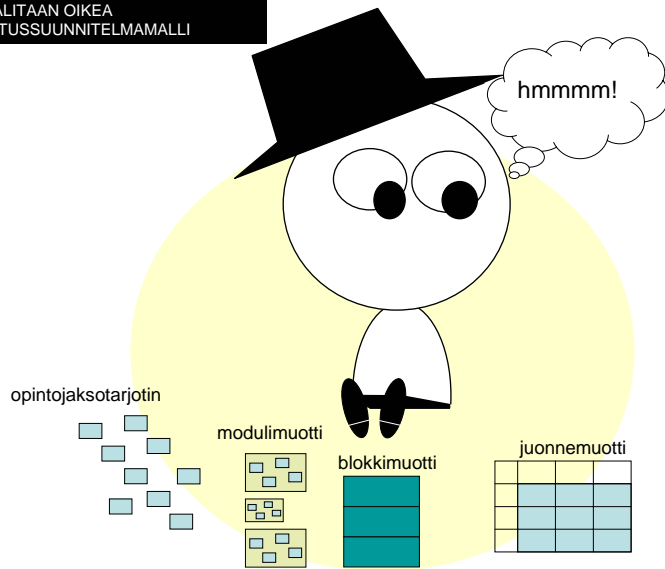 ALITAAN OIKEA
TUSSUUNNITELMAMALLI
hmmmm!
opintojaksotarjotin
modulimuotti
blokkimuotti
juonnemuotti